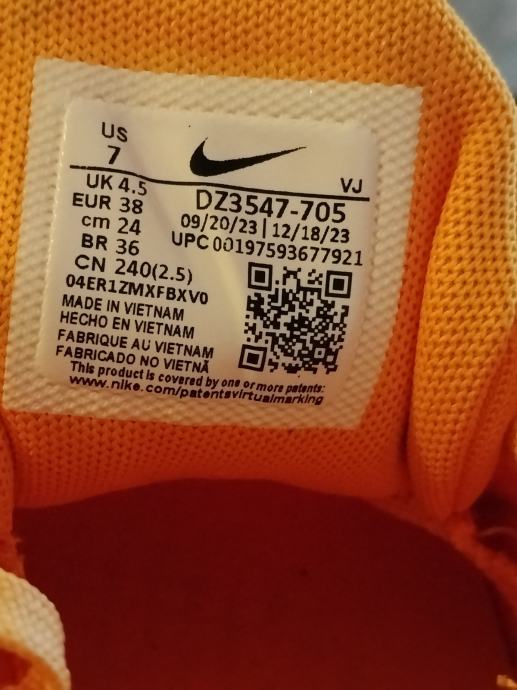 US
7
VJ
UK 4.5
EUR 38
cm 24
BR 36
CN 240(2.5)
DZ3547-705
09/20/23 | 12/18/23
UPC 00197593677921
04ER1ZMXFBXV0
MADE IN VIETNAM
HECHO EN VIETNAM
FABRIQUE AU VIETNAM
FABRICADO NO VIETNÃ
This product is covered by one or more patents:
www.nike.com/patentsvirtualmarking